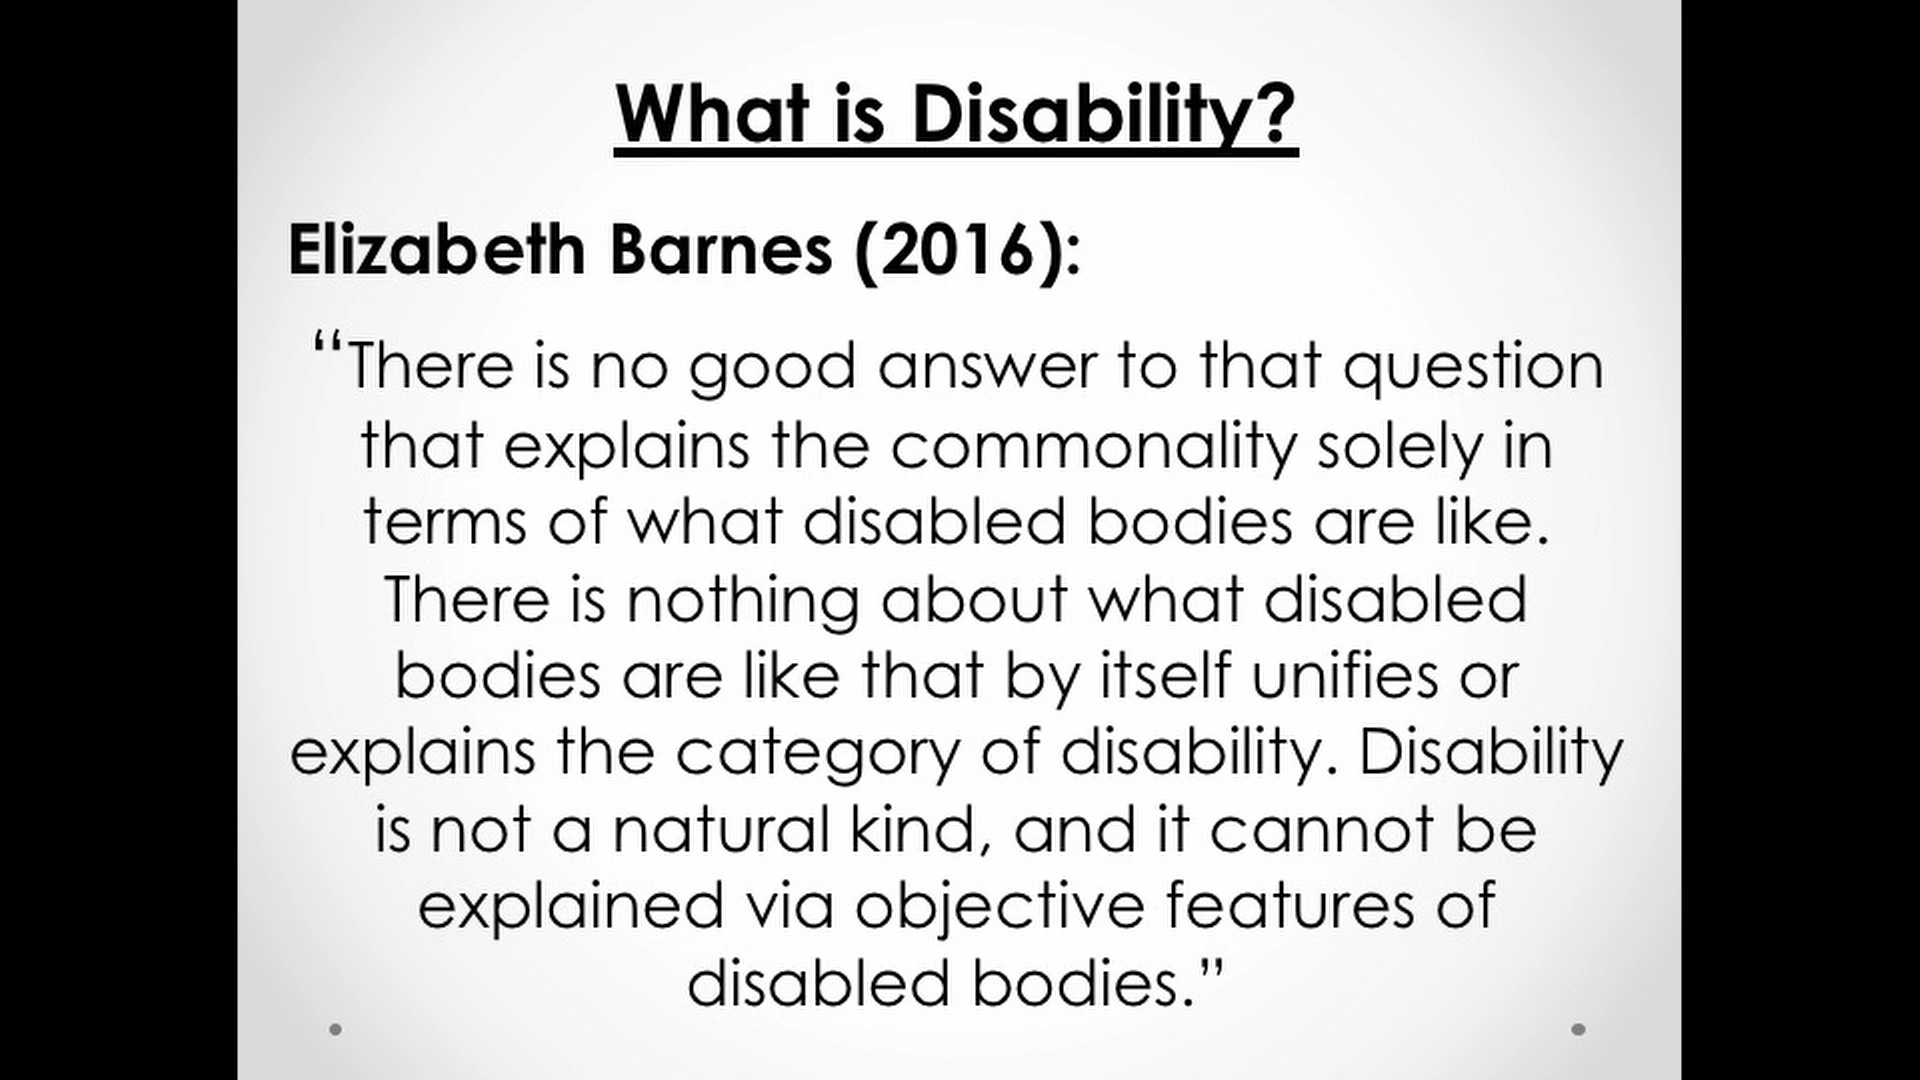 What is Disability?
Elizabeth Barnes (2016):
“There is no good answer to that question
that explains the commonality solely in
terms of what disabled bodies are like.
There is nothing about what disabled
bodies are like that by itself unifies or
explains the category of disability. Disability
is not a natural kind, and it cannot be
explained via objective features of
disabled bodies.”